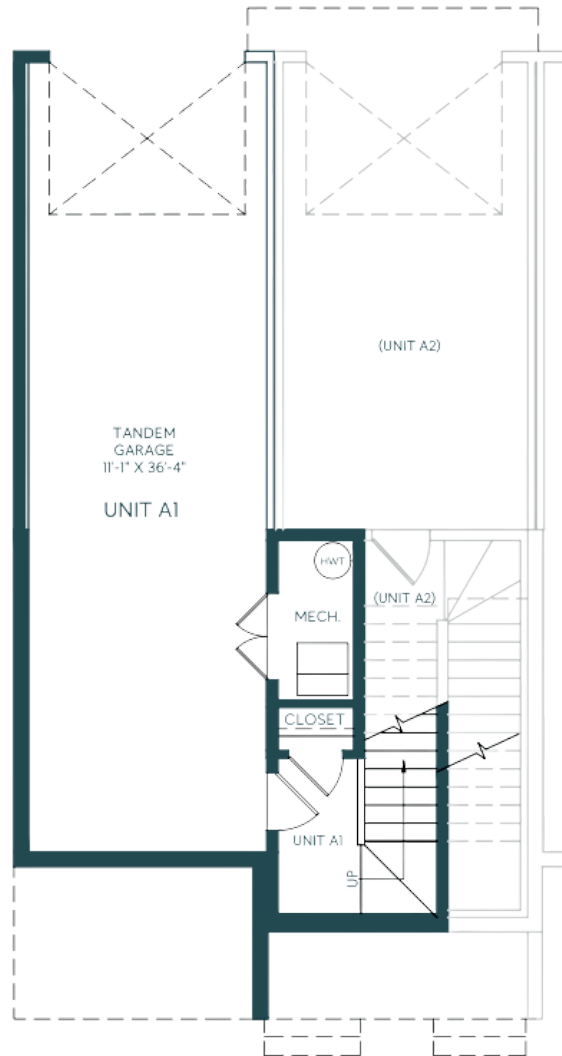 (UNIT A2)
TANDEM
GARAGE
11'-1" X 36'-4"
UNIT A1
HWT
(UNIT A2)
MECH.
CLOSET
UNIT A1
UP